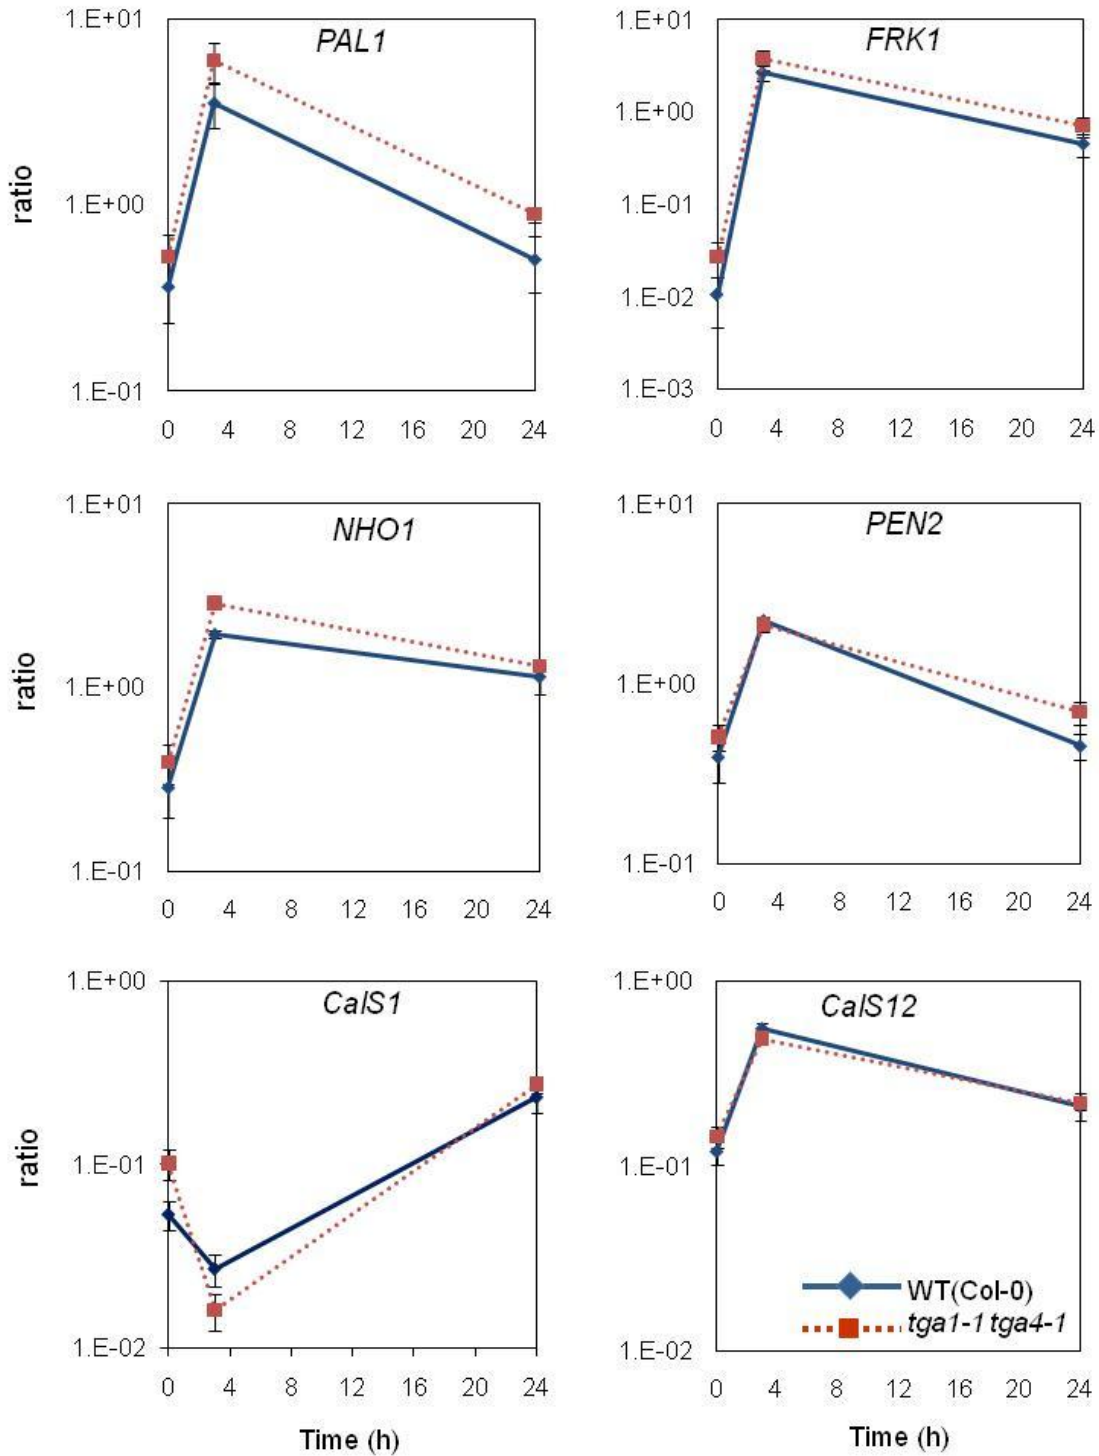 PAL1
ratio
1.E+01
1.E+00
1.E-01
0 4 8 12 16 20 24
FRK1
1.E+01
1.E+00
1.E-01
1.E-02
1.E-03
0 4 8 12 16 20 24
NHO1
ratio
1.E+01
1.E+00
1.E-01
0 4 8 12 16 20 24
PEN2
1.E+01
1.E+00
1.E-01
0 4 8 12 16 20 24
CalS1
ratio
1.E+00
1.E-01
1.E-02
0 4 8 12 16 20 24
Time (h)
CalS12
1.E+00
1.E-01
1.E-02
WT(Col-0)
tga1-1 tga4-1
0 4 8 12 16 20 24
Time (h)